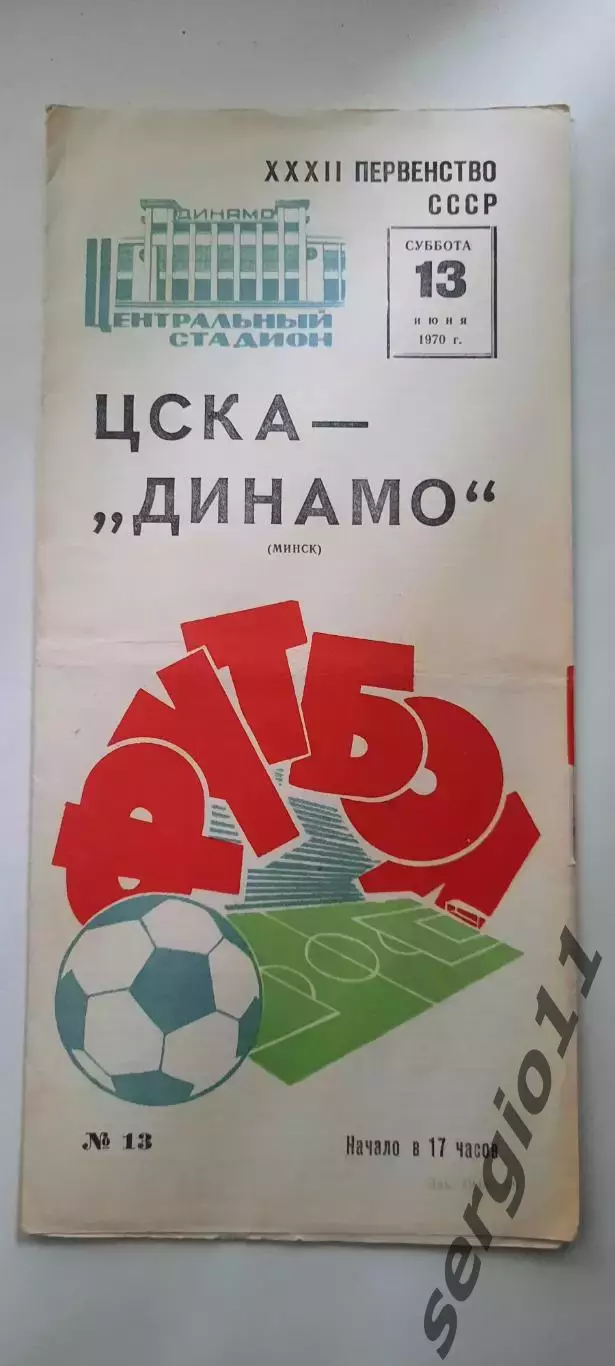 XXXII ПЕРВЕНСТВО
СССР
ДИНАМО
ЦЕНТРАЛЬНЫЙ
СТАДИОН
СУББОТА
13
июня
1970 г.
ЦСКА —
„ДИНАМО“
(МИНСК)
ФУТБОЛ
№ 13
Начало в 17 часов
sergio11